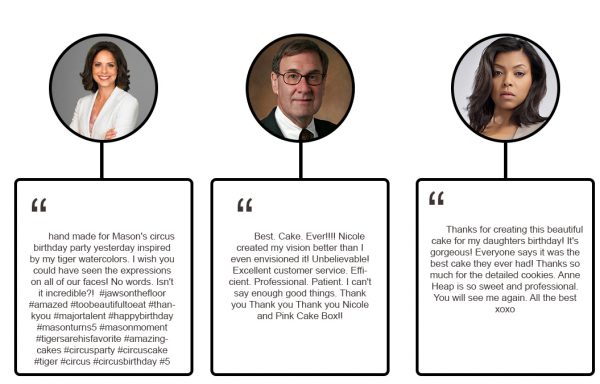 “
hand made for Mason's circus
birthday party yesterday inspired
by my tiger watercolors. I wish you
could have seen the expressions
on all of our faces! No words. Isn't
it incredible?! #jawsonthefloor
#amazed #toobeautifultoeat #than-
kyou #majortalent #happybirthday
#masonturns5 #masonmoment
#tigersarehisfavorite #amazing-
cakes #circusparty #circuscake
#tiger #circus #circusbirthday #5
“
Best. Cake. Ever!!!! Nicole
created my vision better than I
even envisioned it! Unbelievable!
Excellent customer service. Effi-
cient. Professional. Patient. I can't
say enough good things. Thank
you Thank you Thank you Nicole
and Pink Cake Box!!
“
Thanks for creating this beautiful
cake for my daughters birthday! It's
gorgeous! Everyone says it was the
best cake they ever had! Thanks so
much for the detailed cookies. Anne
Heap is so sweet and professional.
You will see me again. All the best
xoxo